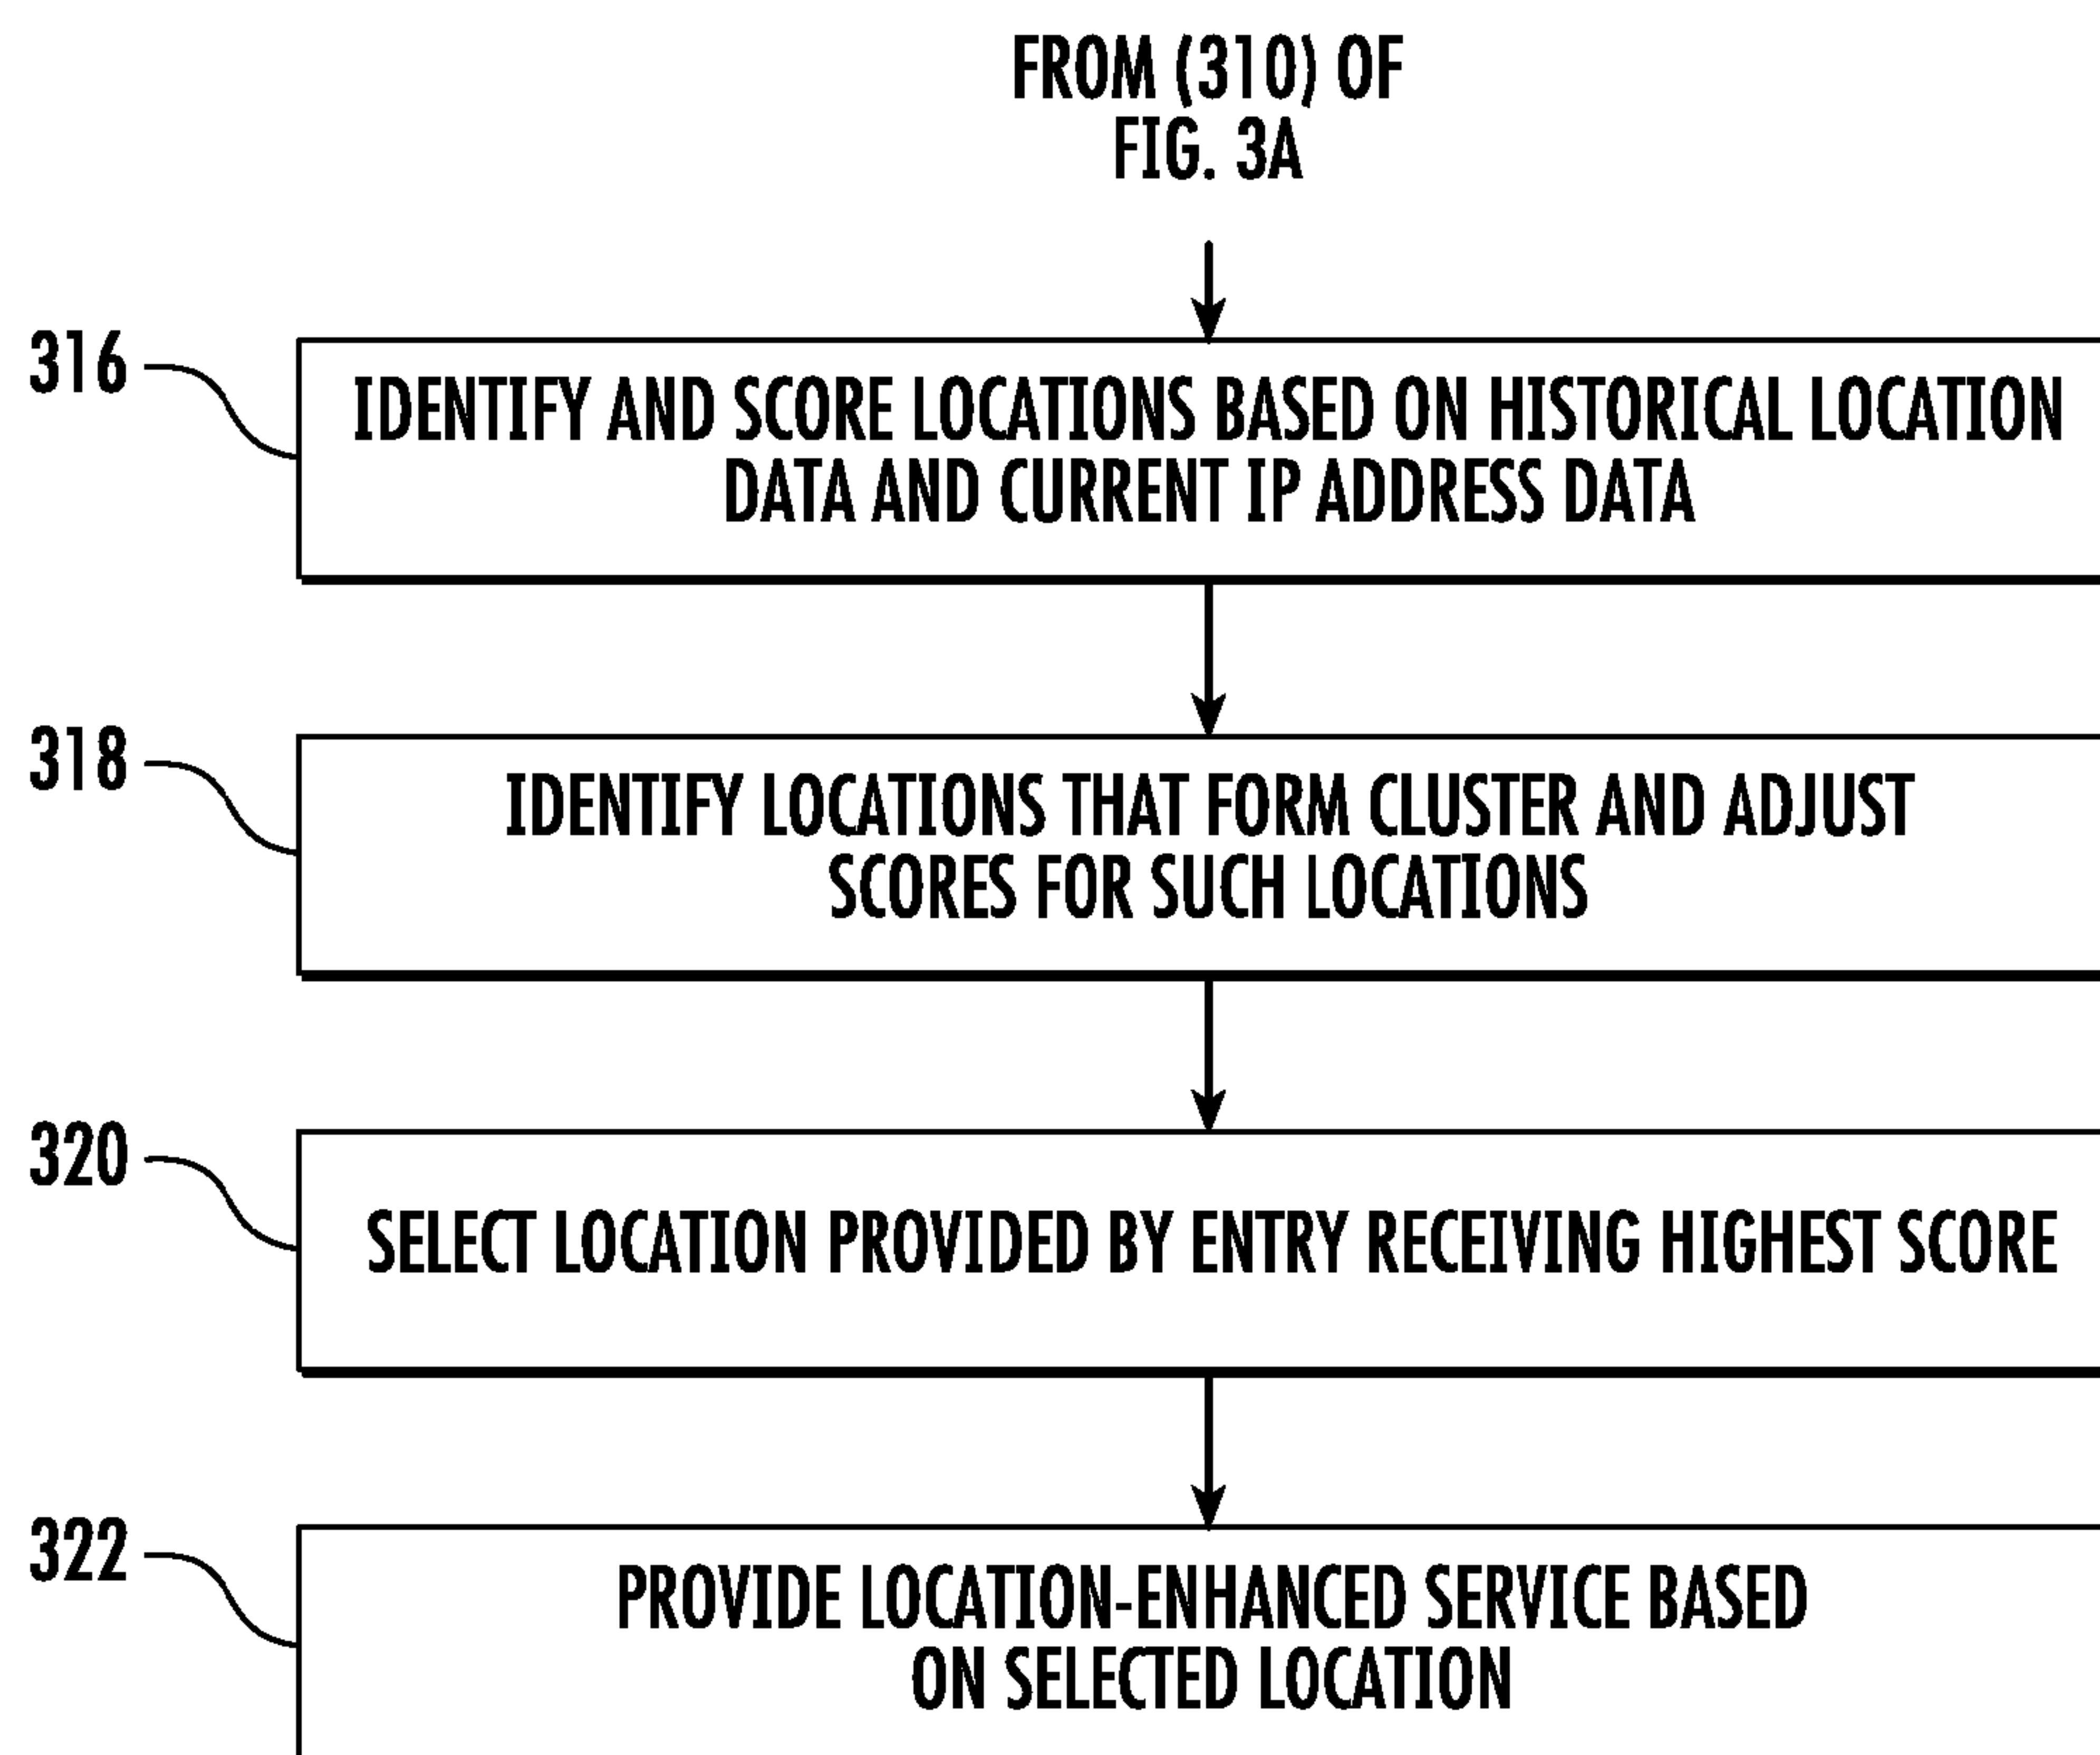 FROM (310) OF
FIG. 3A
316
IDENTIFY AND SCORE LOCATIONS BASED ON HISTORICAL LOCATION
DATA AND CURRENT IP ADDRESS DATA
318
IDENTIFY LOCATIONS THAT FORM CLUSTER AND ADJUST
SCORES FOR SUCH LOCATIONS
320
SELECT LOCATION PROVIDED BY ENTRY RECEIVING HIGHEST SCORE
322
PROVIDE LOCATION-ENHANCED SERVICE BASED
ON SELECTED LOCATION